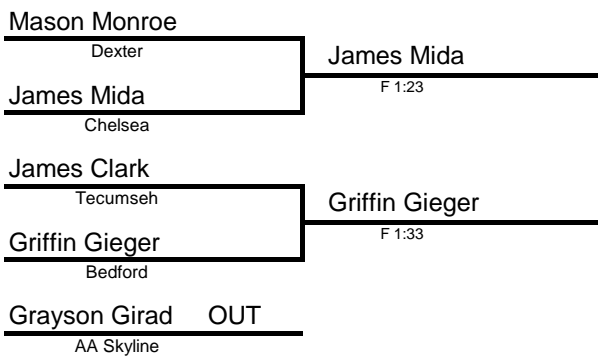 Mason Monroe
Dexter
James Mida
F 1:23
James Mida
Chelsea
James Clark
Tecumseh
Griffin Gieger
F 1:33
Griffin Gieger
Bedford
Grayson Girad OUT
AA Skyline